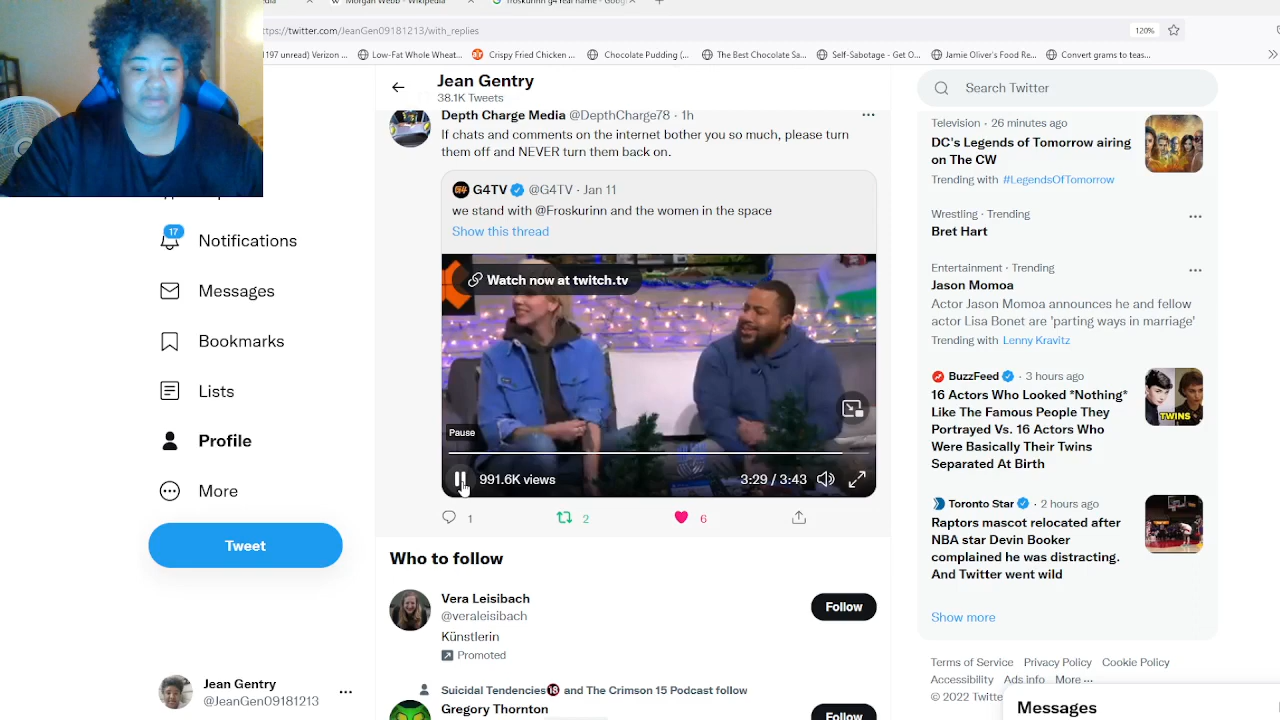 Morgan Webb - Wikipedia
froskurinn g4 real name - Goog
ttps://twitter.com/JeanGen09181213/with_replies
120%
(197 unread) Verizon ...
Low-Fat Whole Wheat...
Crispy Fried Chicken ...
Chocolate Pudding (...
The Best Chocolate Sa...
Self-Sabotage - Get O...
Jamie Oliver's Food Re...
Convert grams to teas...
Jean Gentry
38.1K Tweets
Search Twitter
Notifications
17
Messages
Bookmarks
Lists
Profile
More
Tweet
Jean Gentry
@JeanGen09181213
Depth Charge Media @DepthCharge78 · 1h
If chats and comments on the internet bother you so much, please turn
them off and NEVER turn them back on.
G4 G4TV @G4TV · Jan 11
we stand with @Froskurinn and the women in the space
Show this thread
Watch now at twitch.tv
Pause
991.6K views
3:29 / 3:43
1 2 6
Who to follow
Vera Leisibach
@veraleisibach
Künstlerin
Promoted
Follow
Suicidal Tendencies🔞 and The Crimson 15 Podcast follow
Gregory Thornton
Follow
Television · 26 minutes ago
DC's Legends of Tomorrow airing
on The CW
Trending with #LegendsOfTomorrow
Wrestling · Trending
Bret Hart
Entertainment · Trending
Jason Momoa
Actor Jason Momoa announces he and fellow
actor Lisa Bonet are 'parting ways in marriage'
Trending with Lenny Kravitz
BuzzFeed · 3 hours ago
16 Actors Who Looked *Nothing*
Like The Famous People They
Portrayed Vs. 16 Actors Who
Were Basically Their Twins
Separated At Birth
TWINS
Toronto Star · 2 hours ago
Raptors mascot relocated after
NBA star Devin Booker
complained he was distracting.
And Twitter went wild
Show more
Terms of Service Privacy Policy Cookie Policy
Accessibility Ads info More ...
© 2022 Twitte
Messages